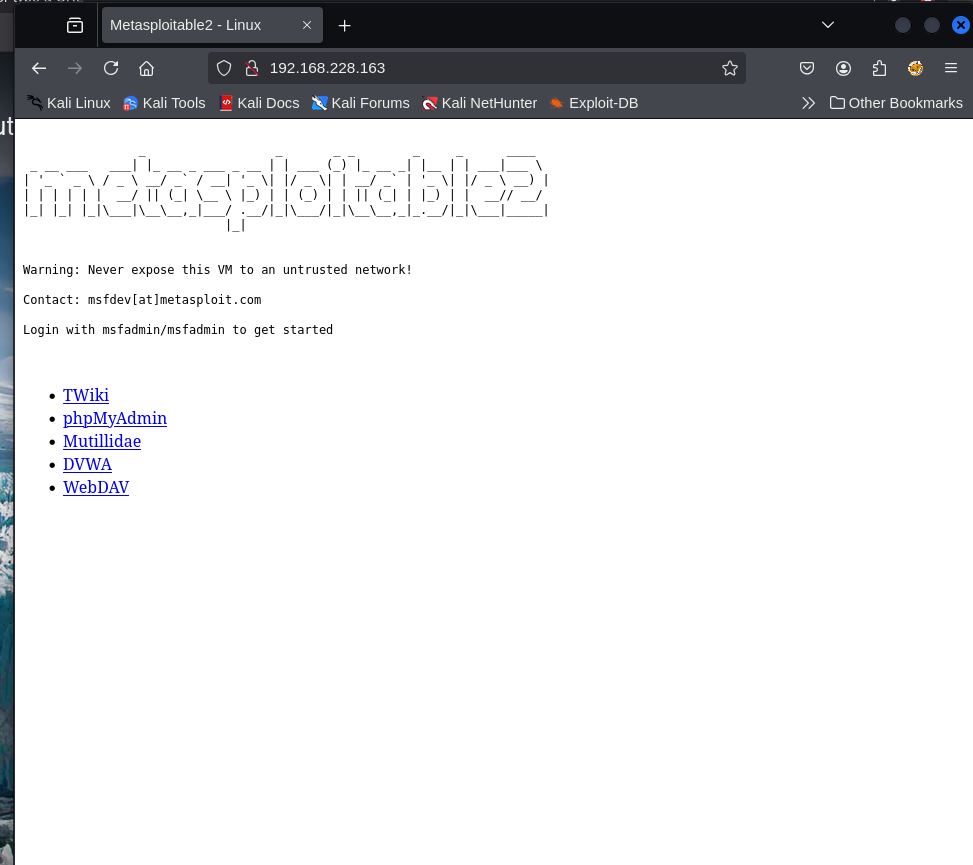 Metasploitable2 - Linux
192.168.228.163
Kali Linux Kali Tools Kali Docs Kali Forums Kali NetHunter Exploit-DB Other Bookmarks
metasploitable2
Warning: Never expose this VM to an untrusted network!
Contact: msfdev[at]metasploit.com
Login with msfadmin/msfadmin to get started
TWiki
phpMyAdmin
Mutillidae
DVWA
WebDAV